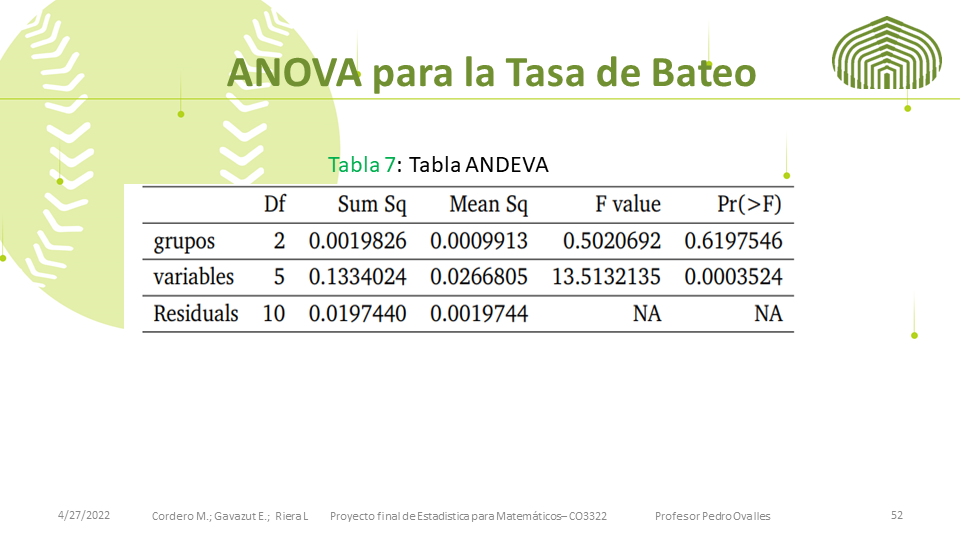 ANOVA para la Tasa de Bateo
Tabla 7: Tabla ANDEVA
Df Sum Sq Mean Sq F value Pr(>F)
grupos 2 0.0019826 0.0009913 0.5020692 0.6197546
variables 5 0.1334024 0.0266805 13.5132135 0.0003524
Residuals 10 0.0197440 0.0019744 NA NA
4/27/2022 Cordero M.; Gavazut E.; Riera L Proyecto final de Estadistica para Matemáticos– CO3322 Profesor Pedro Ovalles 52